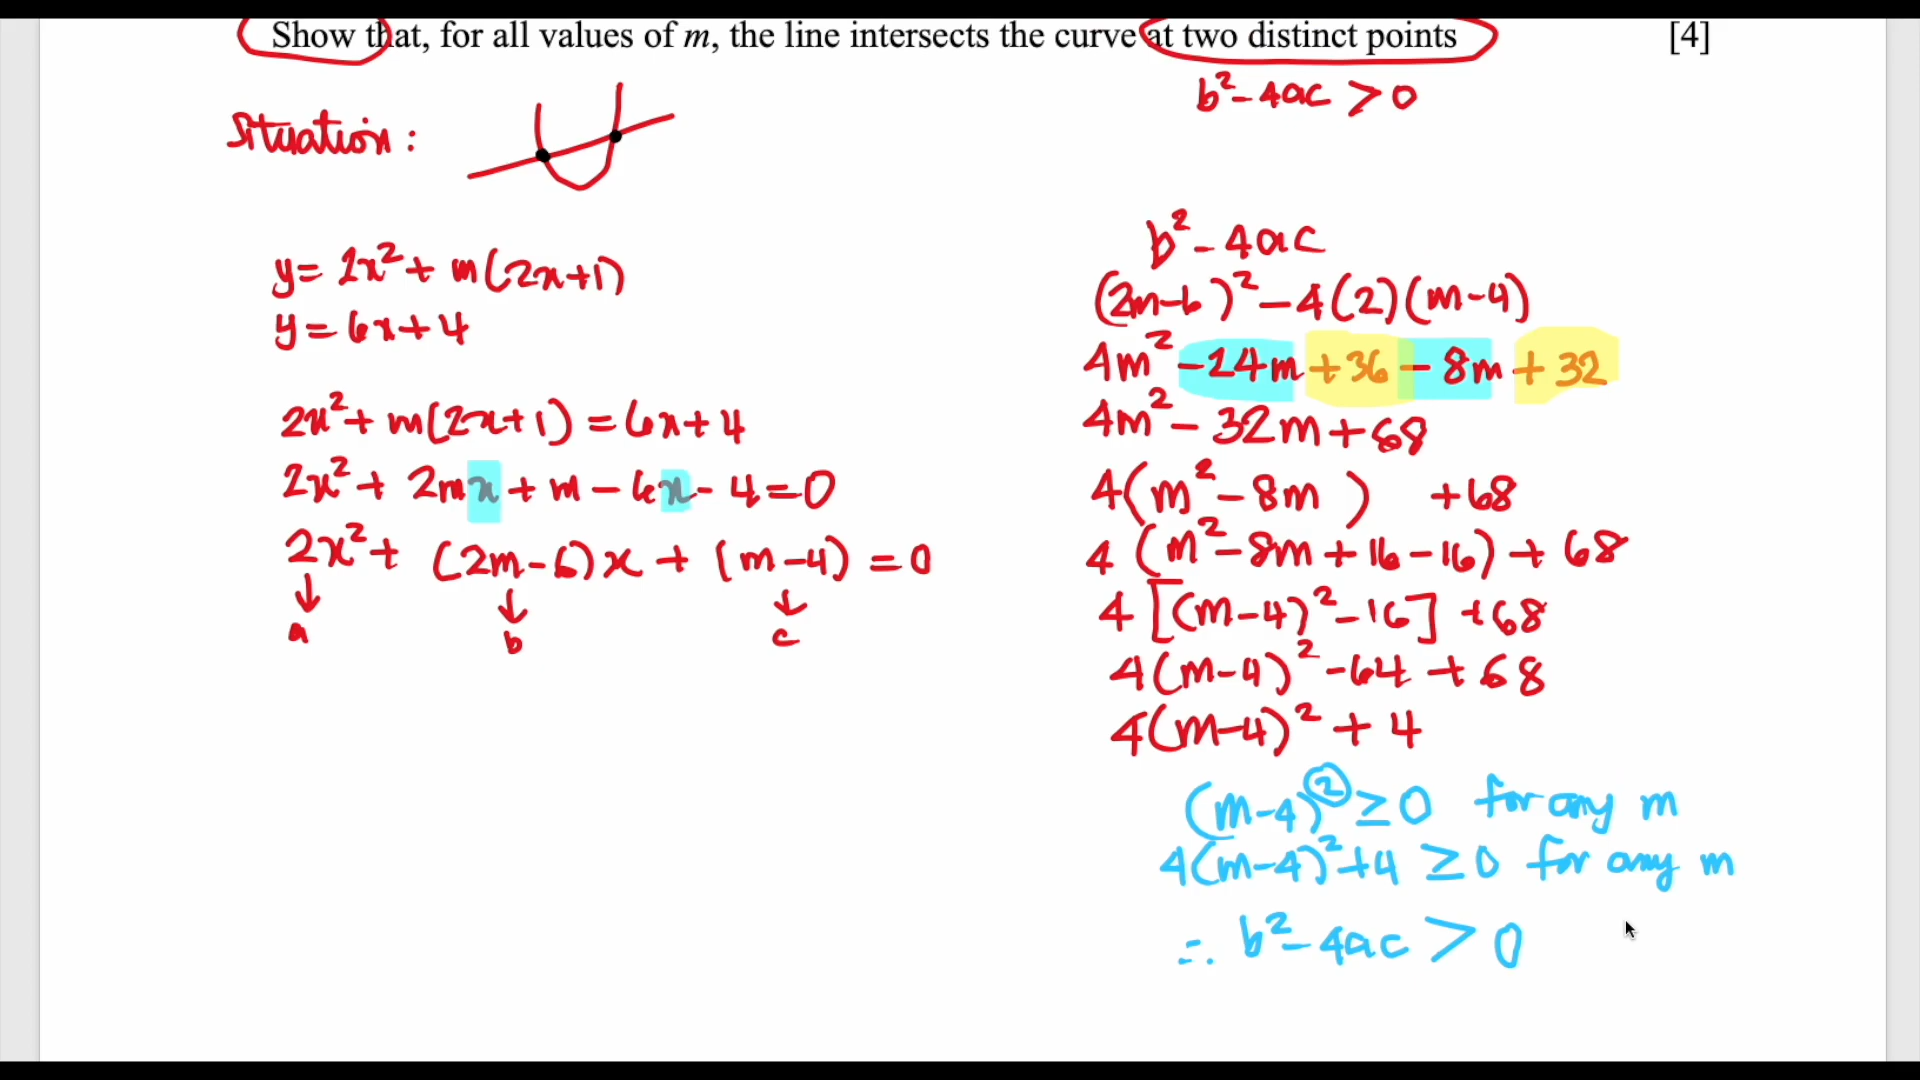 Show that, for all values of m, the line intersects the curve at two distinct points [4]
b² - 4ac > 0
Situation :
y = 2x² + m(2x+1)
y = 6x + 4
2x² + m(2x+1) = 6x + 4
2x² + 2mx + m - 6x - 4 = 0
2x² + (2m-6)x + (m-4) = 0
↓ ↓ ↓
a b c
b² - 4ac
(2m-6)² - 4(2)(m-4)
4m² - 24m + 36 - 8m + 32
4m² - 32m + 68
4(m² - 8m ) + 68
4(m² - 8m + 16 - 16) + 68
4[(m-4)² - 16] + 68
4(m-4)² - 64 + 68
4(m-4)² + 4
(m-4)² ≥ 0 for any m
4(m-4)² + 4 ≥ 0 for any m
∴ b² - 4ac > 0